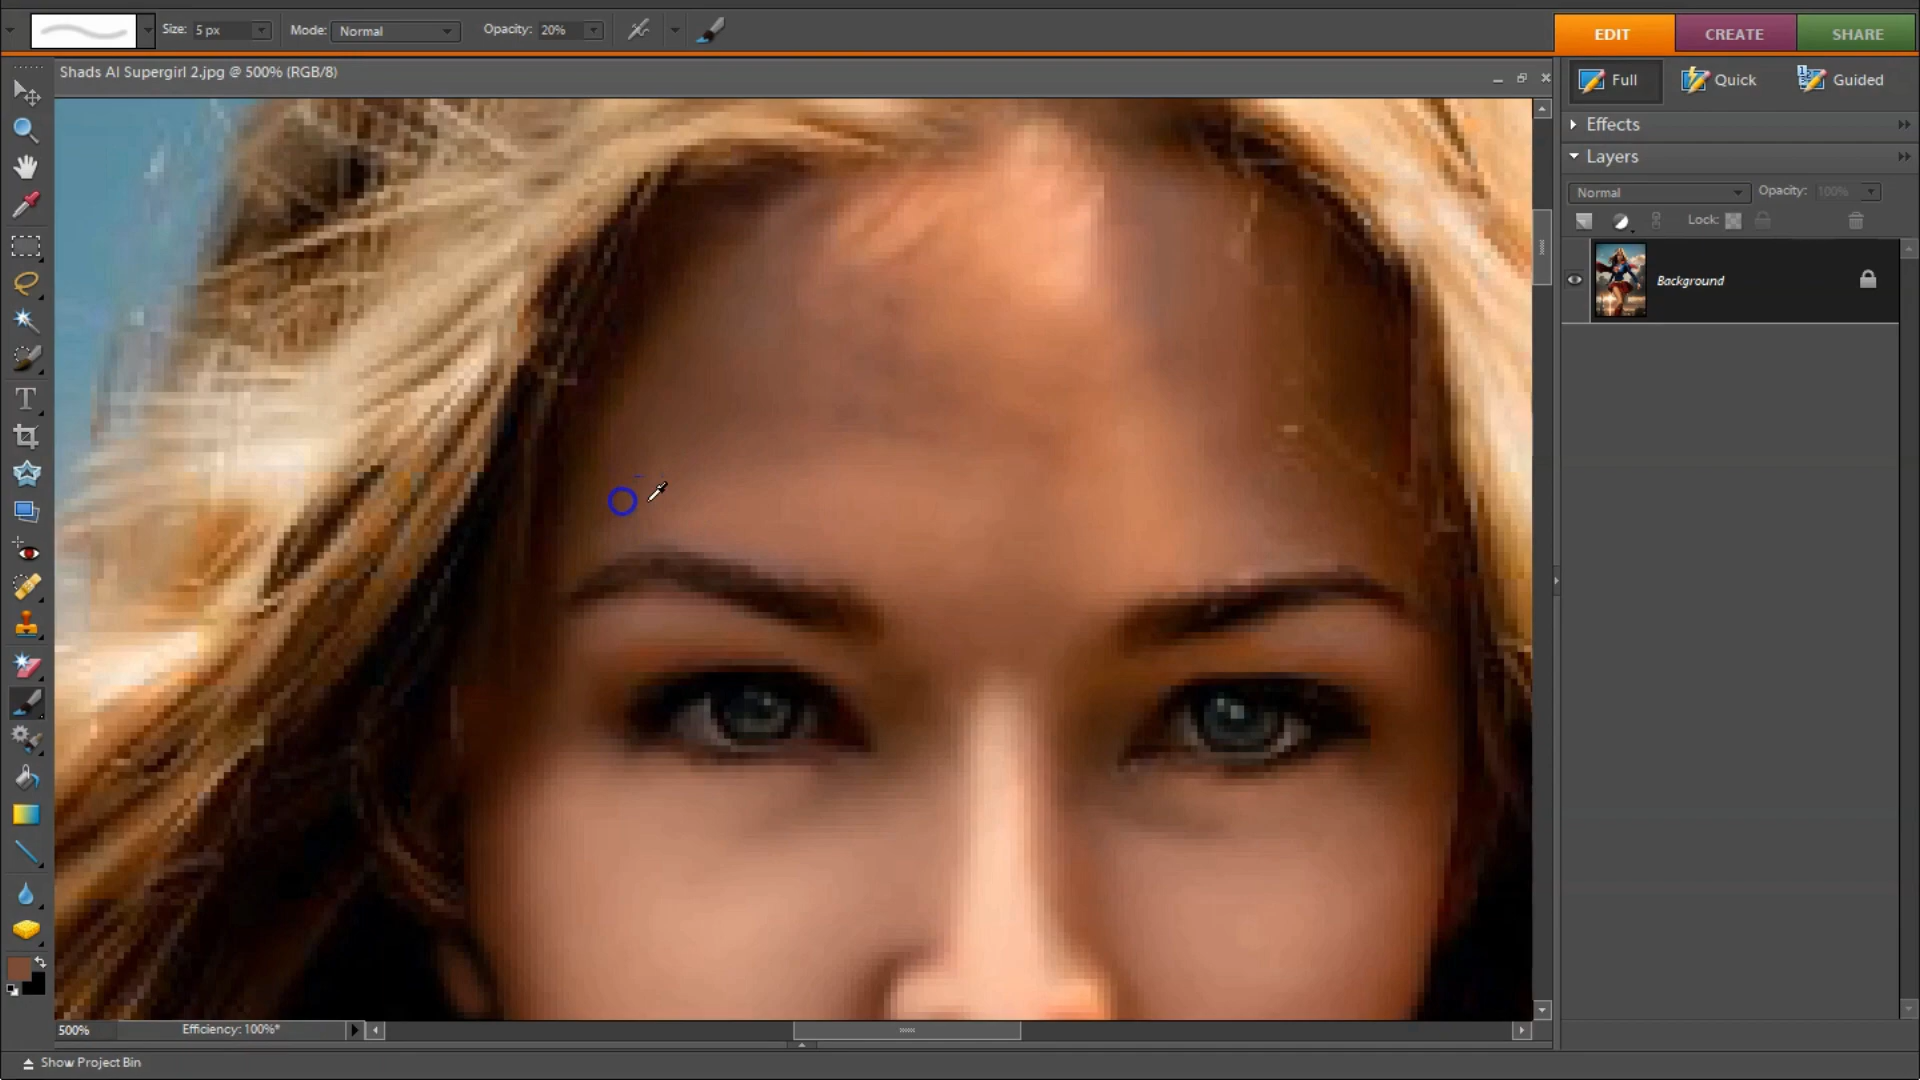 Size: 5 px Mode: Normal Opacity: 20%
EDIT CREATE SHARE
Shads AI Supergirl 2.jpg @ 500% (RGB/8)
Full Quick Guided
Effects
Layers
Normal Opacity: 100%
Lock:
Background
T
500% Efficiency: 100%*
Show Project Bin